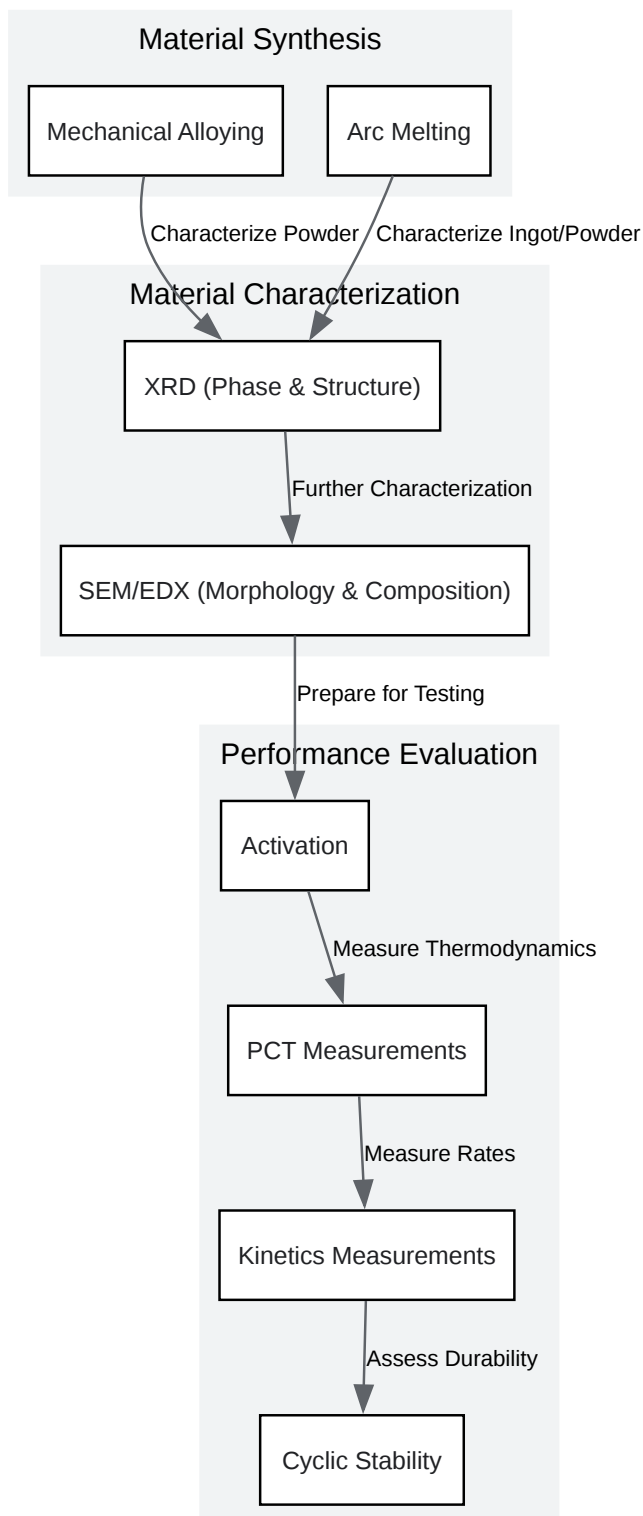 Material Synthesis
Mechanical Alloying
Arc Melting
Characterize Powder
Characterize Ingot/Powder
Material Characterization
XRD (Phase & Structure)
Further Characterization
SEM/EDX (Morphology & Composition)
Prepare for Testing
Performance Evaluation
Activation
Measure Thermodynamics
PCT Measurements
Measure Rates
Kinetics Measurements
Assess Durability
Cyclic Stability